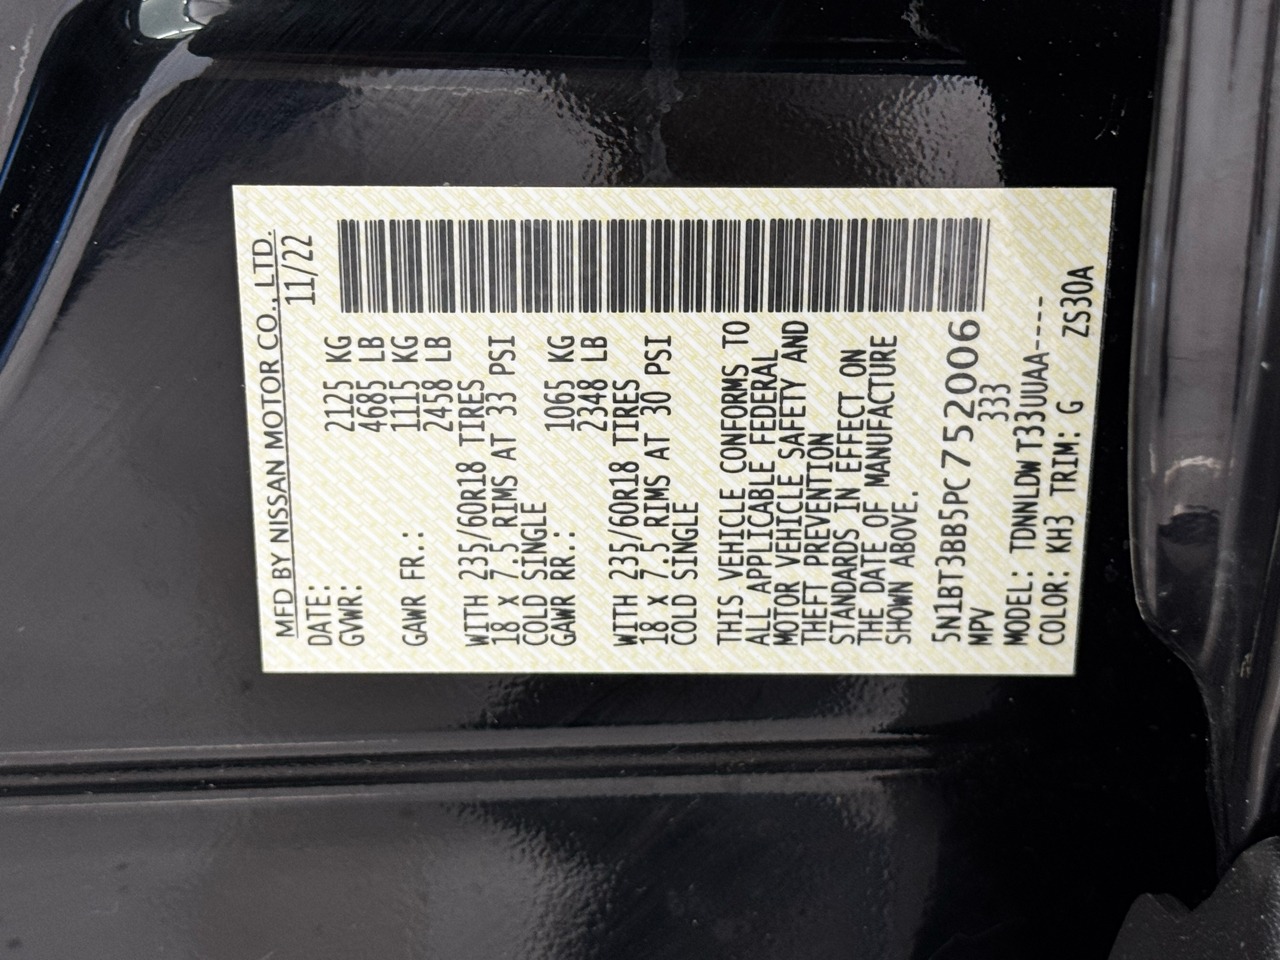 MFD BY NISSAN MOTOR CO., LTD.
DATE: 11/22
GVWR: 2125 KG
4685 LB
GAWR FR.: 1115 KG
2458 LB
WITH 235/60R18 TIRES
18 x 7.5 RIMS AT 33 PSI
COLD SINGLE
GAWR RR.: 1065 KG
2348 LB
WITH 235/60R18 TIRES
18 x 7.5 RIMS AT 30 PSI
COLD SINGLE
THIS VEHICLE CONFORMS TO
ALL APPLICABLE FEDERAL
MOTOR VEHICLE SAFETY AND
THEFT PREVENTION
STANDARDS IN EFFECT ON
THE DATE OF MANUFACTURE
SHOWN ABOVE.
5N1BT3BB5PC752006
MPV 333
MODEL: TDNNLDW T33UUAA----
COLOR: KH3 TRIM: G ZS30A